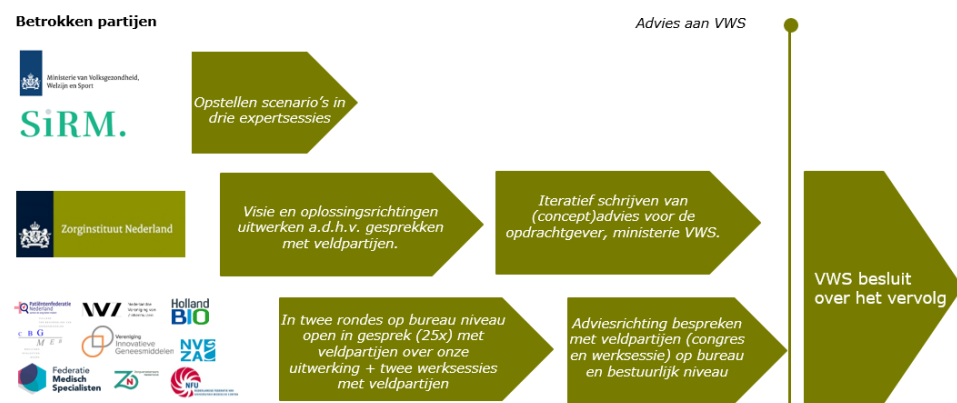 Betrokken partijen
Advies aan VWS
Ministerie van Volksgezondheid,
Welzijn en Sport
SiRM.
Opstellen scenario's in
drie expertsessies
Zorginstituut Nederland
Visie en oplossingsrichtingen
uitwerken a.d.h.v. gesprekken
met veldpartijen.
Iteratief schrijven van
(concept)advies voor de
opdrachtgever, ministerie VWS.
VWS besluit
over het vervolg
Patiëntenfederatie
Nederland
Holland
BIO
C B G
M E B
Vereniging
Innovatieve
Geneesmiddelen
NV
ZA
Federatie
Medisch
Specialisten
ZN
NFU
In twee rondes op bureau niveau
open in gesprek (25x) met
veldpartijen over onze
uitwerking + twee werksessies
met veldpartijen
Adviesrichting bespreken
met veldpartijen (congres
en werksessie) op bureau
en bestuurlijk niveau